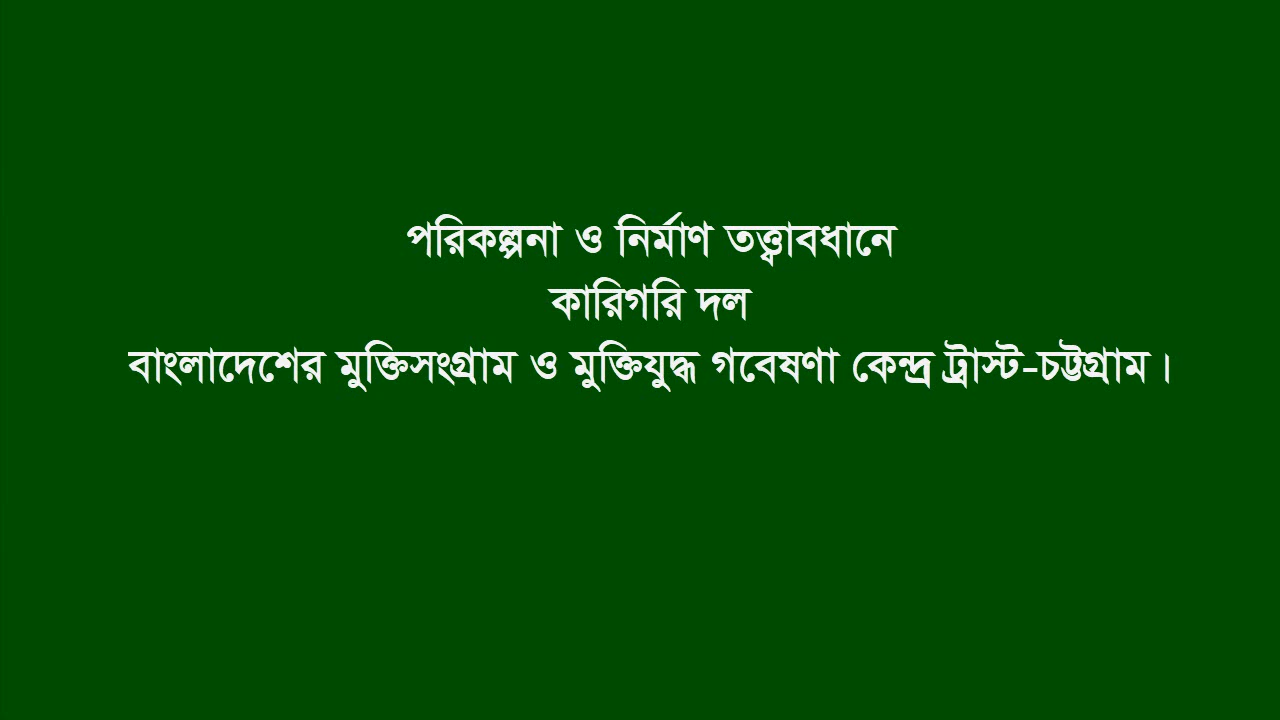 পরিকল্পনা ও নির্মাণ তত্ত্বাবধানে
কারিগরি দল
বাংলাদেশের মুক্তিসংগ্রাম ও মুক্তিযুদ্ধ গবেষণা কেন্দ্র ট্রাস্ট-চট্টগ্রাম।